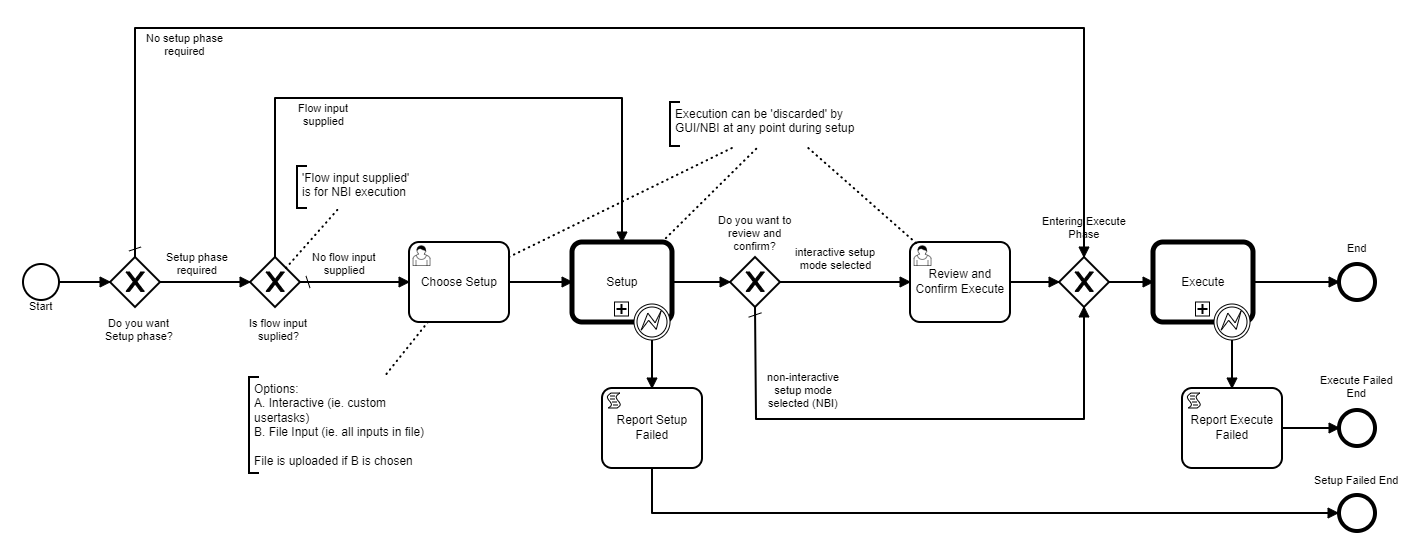 No setup phase
required
Flow input
supplied
Execution can be 'discarded' by
GUI/NBI at any point during setup
'Flow input supplied'
is for NBI execution
Start
Do you want
Setup phase?
Setup phase
required
Is flow input
suplied?
No flow input
supplied
Choose Setup
Setup
Do you want to
review and
confirm?
interactive setup
mode selected
Review and
Confirm Execute
Entering Execute
Phase
Execute
End
Options:
A. Interactive (ie. custom
usertasks)
B. File Input (ie. all inputs in file)
File is uploaded if B is chosen
Report Setup
Failed
non-interactive
setup mode
selected (NBI)
Report Execute
Failed
Execute Failed
End
Setup Failed End